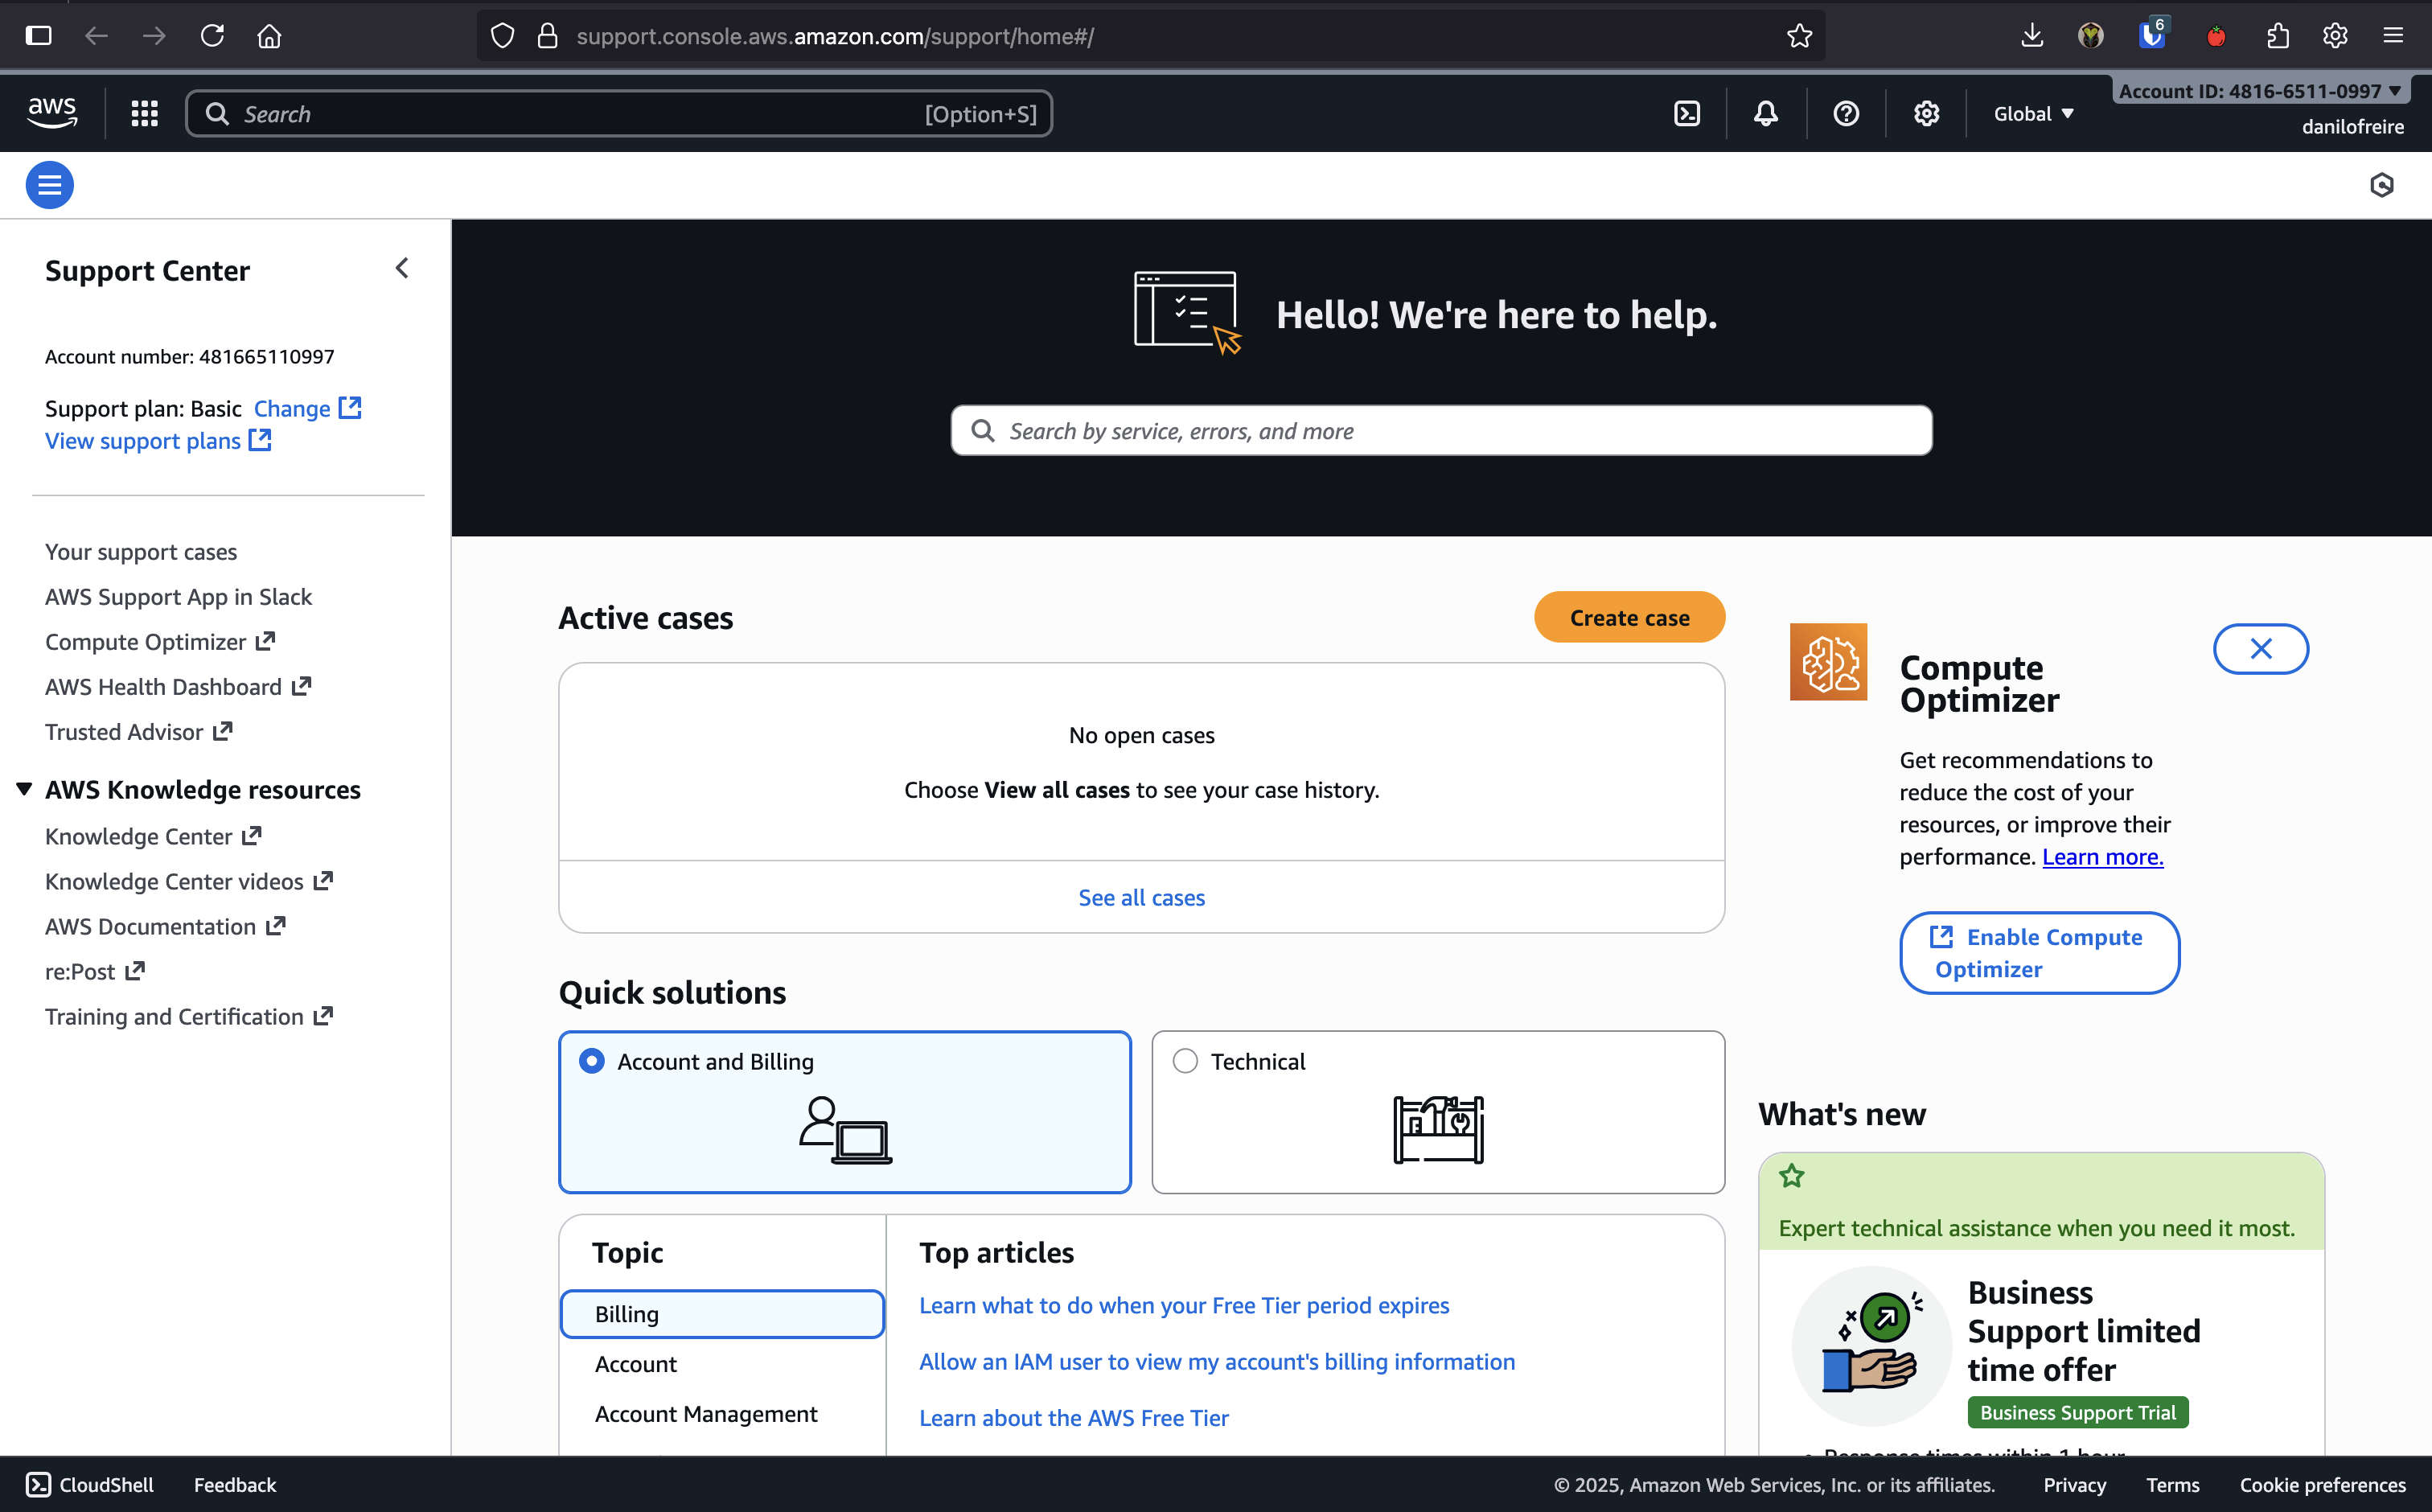 support.console.aws.amazon.com/support/home#/
6
aws
Search
[Option+S]
Global
Account ID: 4816-6511-0997
danilofreire
Support Center
Account number: 481665110997
Support plan: Basic Change
View support plans
Your support cases
AWS Support App in Slack
Compute Optimizer
AWS Health Dashboard
Trusted Advisor
AWS Knowledge resources
Knowledge Center
Knowledge Center videos
AWS Documentation
re:Post
Training and Certification
Hello! We're here to help.
Search by service, errors, and more
Active cases
Create case
No open cases
Choose View all cases to see your case history.
See all cases
Quick solutions
Account and Billing
Technical
Topic
Billing
Account
Account Management
Top articles
Learn what to do when your Free Tier period expires
Allow an IAM user to view my account's billing information
Learn about the AWS Free Tier
Compute
Optimizer
Get recommendations to
reduce the cost of your
resources, or improve their
performance. Learn more.
Enable Compute
Optimizer
What's new
Expert technical assistance when you need it most.
Business
Support limited
time offer
Business Support Trial
Response times within 1 hour
CloudShell
Feedback
© 2025, Amazon Web Services, Inc. or its affiliates.
Privacy
Terms
Cookie preferences